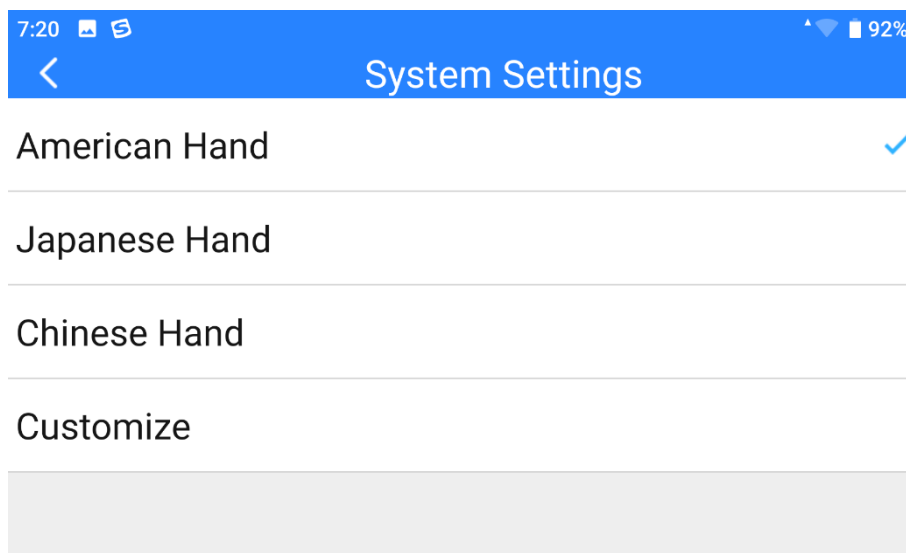 7:20 92%
System Settings
American Hand
Japanese Hand
Chinese Hand
Customize